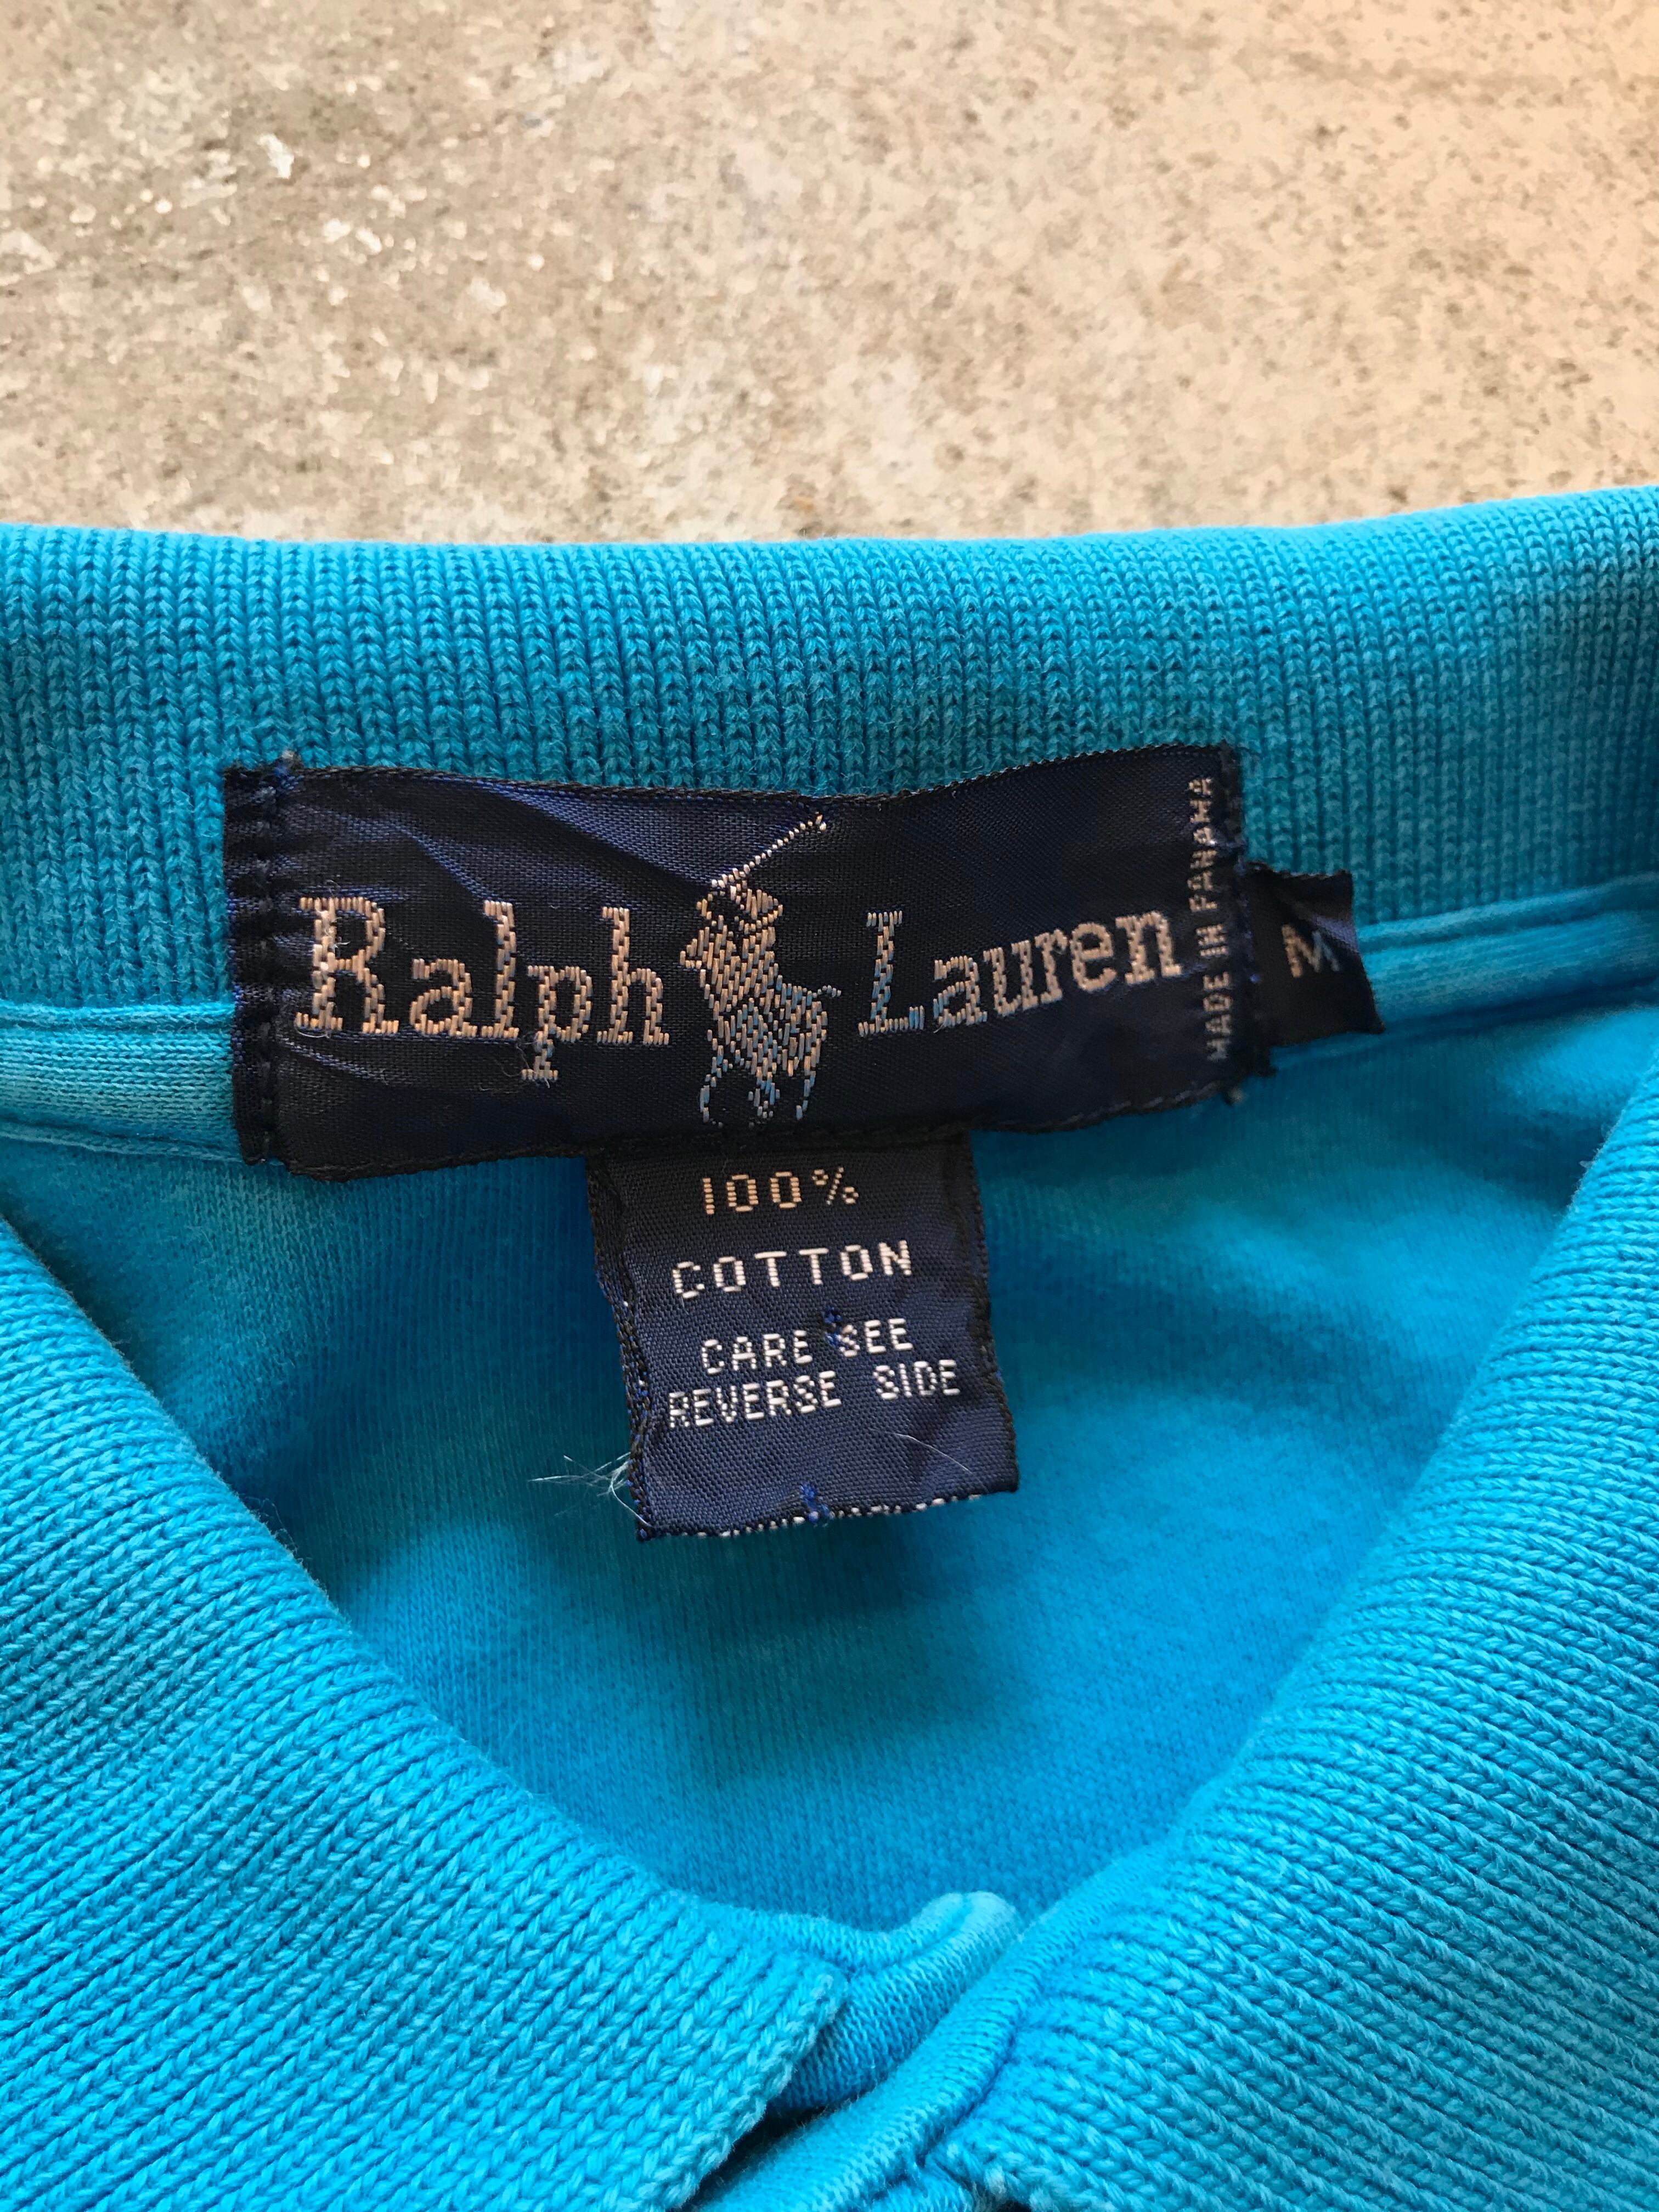 Ralph Lauren
MADE IN PANAMA
M
100%
COTTON
CARE SEE
REVERSE SIDE